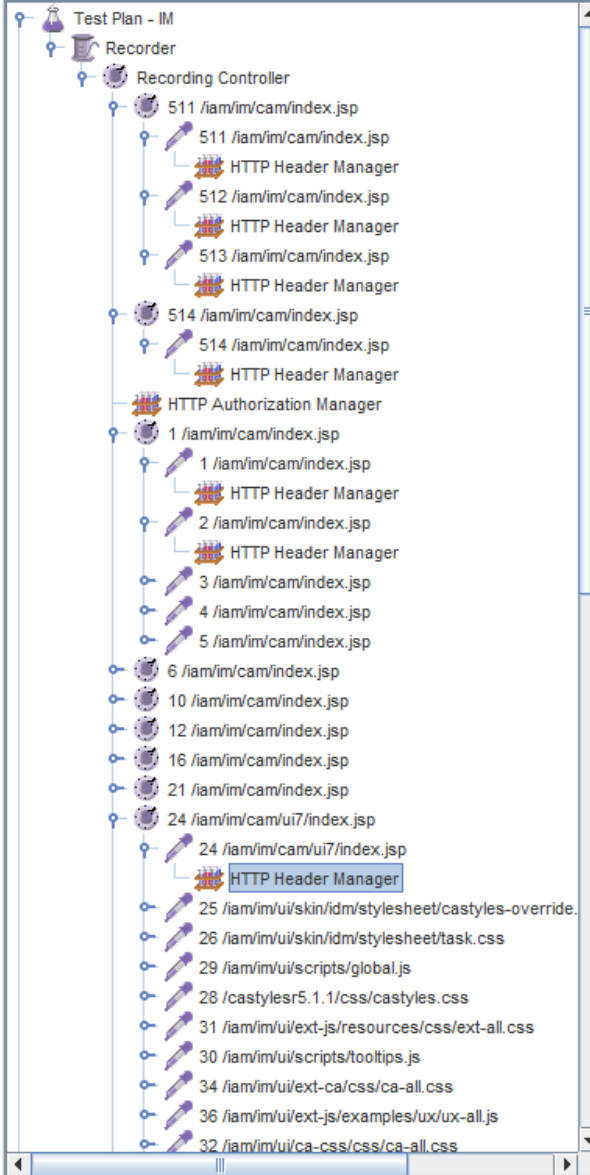 Test Plan - IM
Recorder
Recording Controller
511 /iam/im/cam/index.jsp
511 /iam/im/cam/index.jsp
HTTP Header Manager
512 /iam/im/cam/index.jsp
HTTP Header Manager
513 /iam/im/cam/index.jsp
HTTP Header Manager
514 /iam/im/cam/index.jsp
514 /iam/im/cam/index.jsp
HTTP Header Manager
HTTP Authorization Manager
1 /iam/im/cam/index.jsp
1 /iam/im/cam/index.jsp
HTTP Header Manager
2 /iam/im/cam/index.jsp
HTTP Header Manager
3 /iam/im/cam/index.jsp
4 /iam/im/cam/index.jsp
5 /iam/im/cam/index.jsp
6 /iam/im/cam/index.jsp
10 /iam/im/cam/index.jsp
12 /iam/im/cam/index.jsp
16 /iam/im/cam/index.jsp
21 /iam/im/cam/index.jsp
24 /iam/im/cam/ui7/index.jsp
24 /iam/im/cam/ui7/index.jsp
HTTP Header Manager
25 /iam/im/ui/skin/idm/stylesheet/castyles-override.
26 /iam/im/ui/skin/idm/stylesheet/task.css
29 /iam/im/ui/scripts/global.js
28 /castylesr5.1.1/css/castyles.css
31 /iam/im/ui/ext-js/resources/css/ext-all.css
30 /iam/im/ui/scripts/tooltips.js
34 /iam/im/ui/ext-ca/css/ca-all.css
36 /iam/im/ui/ext-js/examples/ux/ux-all.js
32 /iam/im/ui/ca-css/css/ca-all.css